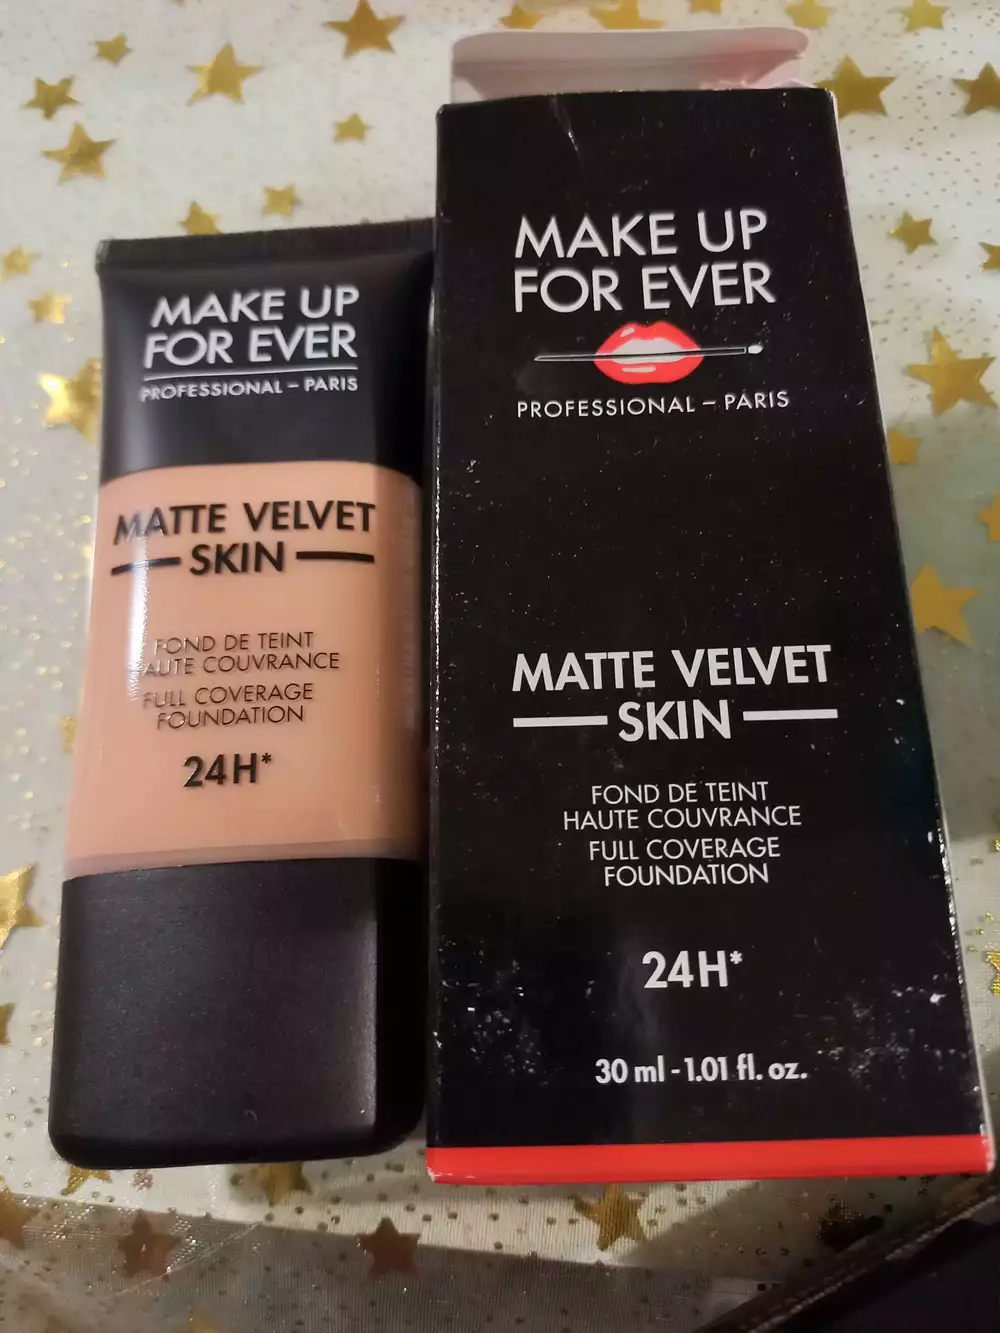 MAKE UP
FOR EVER
PROFESSIONAL – PARIS
MATTE VELVET
SKIN
FOND DE TEINT
HAUTE COUVRANCE
FULL COVERAGE
FOUNDATION
24H*
MAKE UP
FOR EVER
PROFESSIONAL – PARIS
MATTE VELVET
SKIN
FOND DE TEINT
HAUTE COUVRANCE
FULL COVERAGE
FOUNDATION
24H*
30 ml - 1.01 fl. oz.